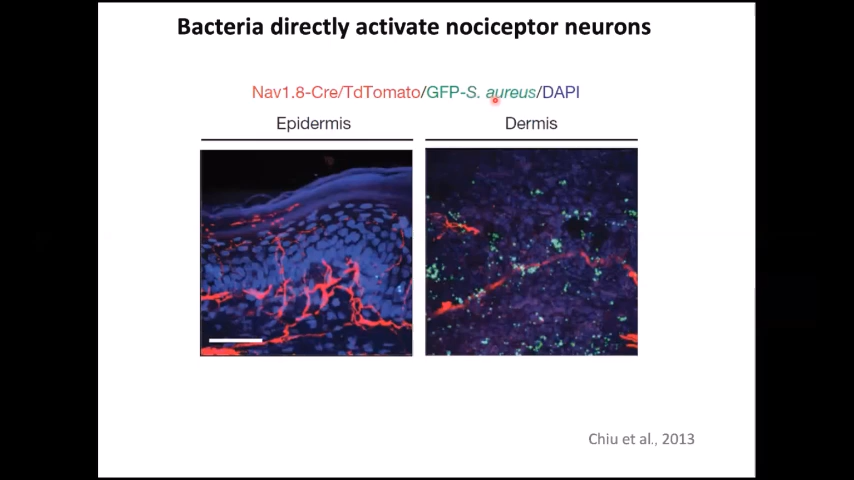 Bacteria directly activate nociceptor neurons
Nav1.8-Cre/TdTomato/GFP-S. aureus/DAPI
Epidermis
Dermis
Chiu et al., 2013